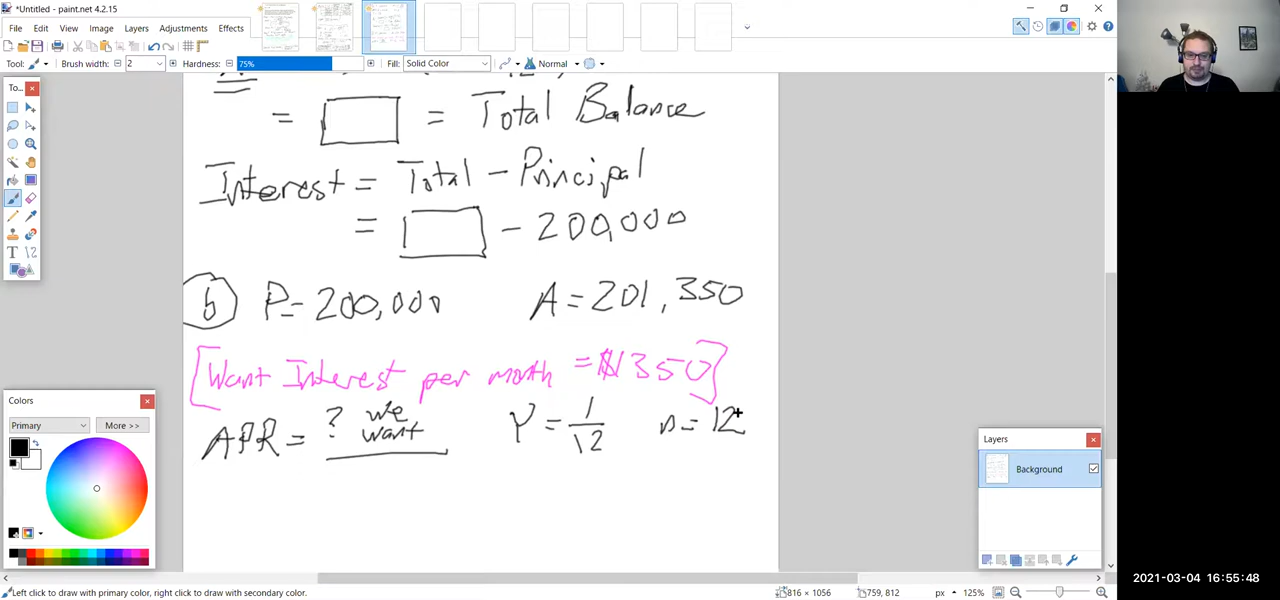 *Untitled - paint.net 4.2.15
File Edit View Image Layers Adjustments Effects
Tool: Brush width: 2 Hardness: 75% Fill: Solid Color Normal
To...
= = Total Balance
Interest = Total - Principal
= - 200,000
b P = 200,000 A = 201,350
[Want Interest per month = $1350]
APR = ? we want Y = 1/12 n = 12
Colors
Primary More >>
Layers
Background
Left click to draw with primary color, right click to draw with secondary color.
816 x 1056 759, 812 px 125%
2021-03-04 16:55:48